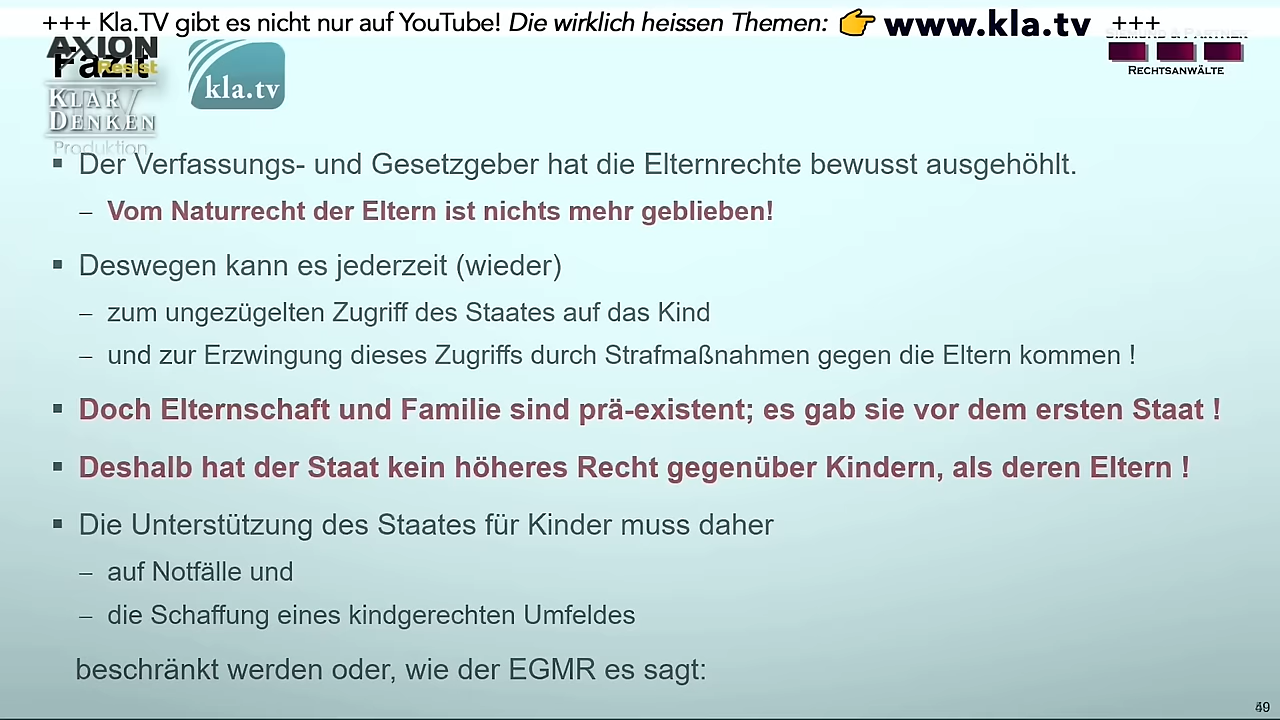 +++ Kla.TV gibt es nicht nur auf YouTube! Die wirklich heissen Themen: 👉 www.kla.tv +++
AXION
Resist
Fazit
kla.tv
KLAR
DENKEN
Produktion
SIEMUND & PARTNER
RECHTSANWÄLTE
▪ Der Verfassungs- und Gesetzgeber hat die Elternrechte bewusst ausgehöhlt.
– Vom Naturrecht der Eltern ist nichts mehr geblieben!
▪ Deswegen kann es jederzeit (wieder)
– zum ungezügelten Zugriff des Staates auf das Kind
– und zur Erzwingung dieses Zugriffs durch Strafmaßnahmen gegen die Eltern kommen !
▪ Doch Elternschaft und Familie sind prä-existent; es gab sie vor dem ersten Staat !
▪ Deshalb hat der Staat kein höheres Recht gegenüber Kindern, als deren Eltern !
▪ Die Unterstützung des Staates für Kinder muss daher
– auf Notfälle und
– die Schaffung eines kindgerechten Umfeldes
beschränkt werden oder, wie der EGMR es sagt: